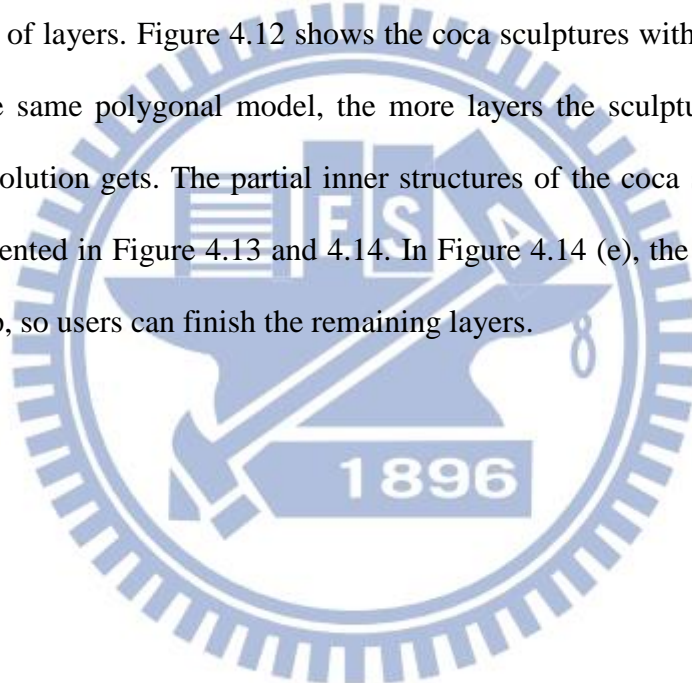 of layers. Figure 4.12 shows the coca sculptures with
same polygonal model, the more layers the sculptu
olution gets. The partial inner structures of the coca
ented in Figure 4.13 and 4.14. In Figure 4.14 (e), the
, so users can finish the remaining layers.
E S A
1896